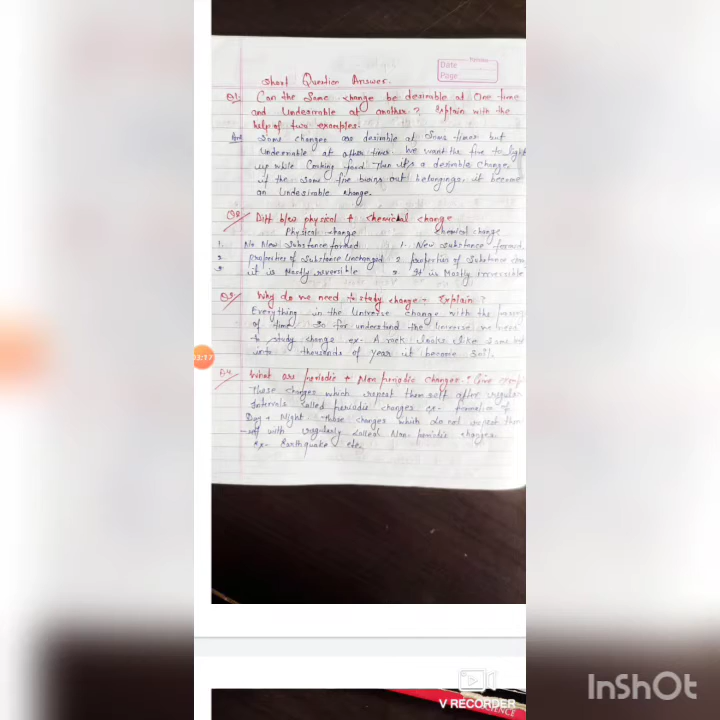 Date
Page
Short Question Answer.
Q1. Can the Same change be desirable at One time
and Undesirable at another? Explain with the
help of two examples.
Ans Some changes are desirable at Some times but
Undesirable at other times. We want the fire to light
up while Cooking food. Then it's a desirable change
if the Same fire burns out belongings, it become
an Undesirable change.
Q2 Diff b/w physical + chemical change
Physical change Chemical change
1. No New Substance formed 1. New Substance formed
2. properties of Substance Unchanged 2 properties of Substance
3. it is Mostly reversible 3. It is Mostly irreversible
Q3 Why do we need to study change? Explain?
Everything in the Universe change with the
of time. So for understand the Universe we need
to study change ex- A rock looks like Same but
into thousands of year it become Soil.
Q4 What are periodic + Non periodic changes? Give
Those changes which repeat them self after regular
Intervals called periodic changes ex- formation of
Day + Night. Those changes which do not repeat them
-self with regularly called Non-periodic changes
Ex- Earthquake etc.
V RECORDER
ENCE
InShOt